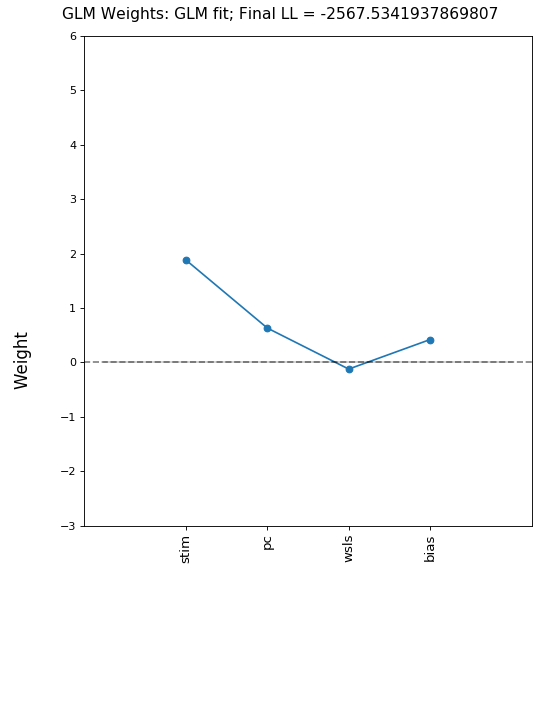 GLM Weights: GLM fit; Final LL = -2567.5341937869807
6
5
4
3
2
1
0
−1
−2
−3
Weight
stim
pc
wsls
bias